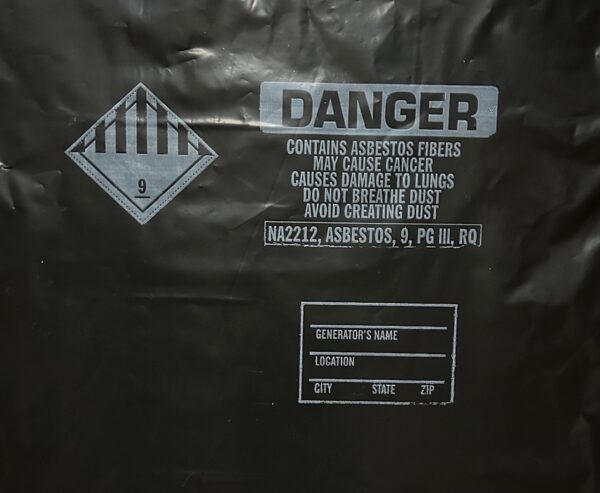 DANGER
CONTAINS ASBESTOS FIBERS
MAY CAUSE CANCER
CAUSES DAMAGE TO LUNGS
DO NOT BREATHE DUST
AVOID CREATING DUST
NA2212, ASBESTOS, 9, PG III, RQ
9
GENERATOR'S NAME
LOCATION
CITY STATE ZIP